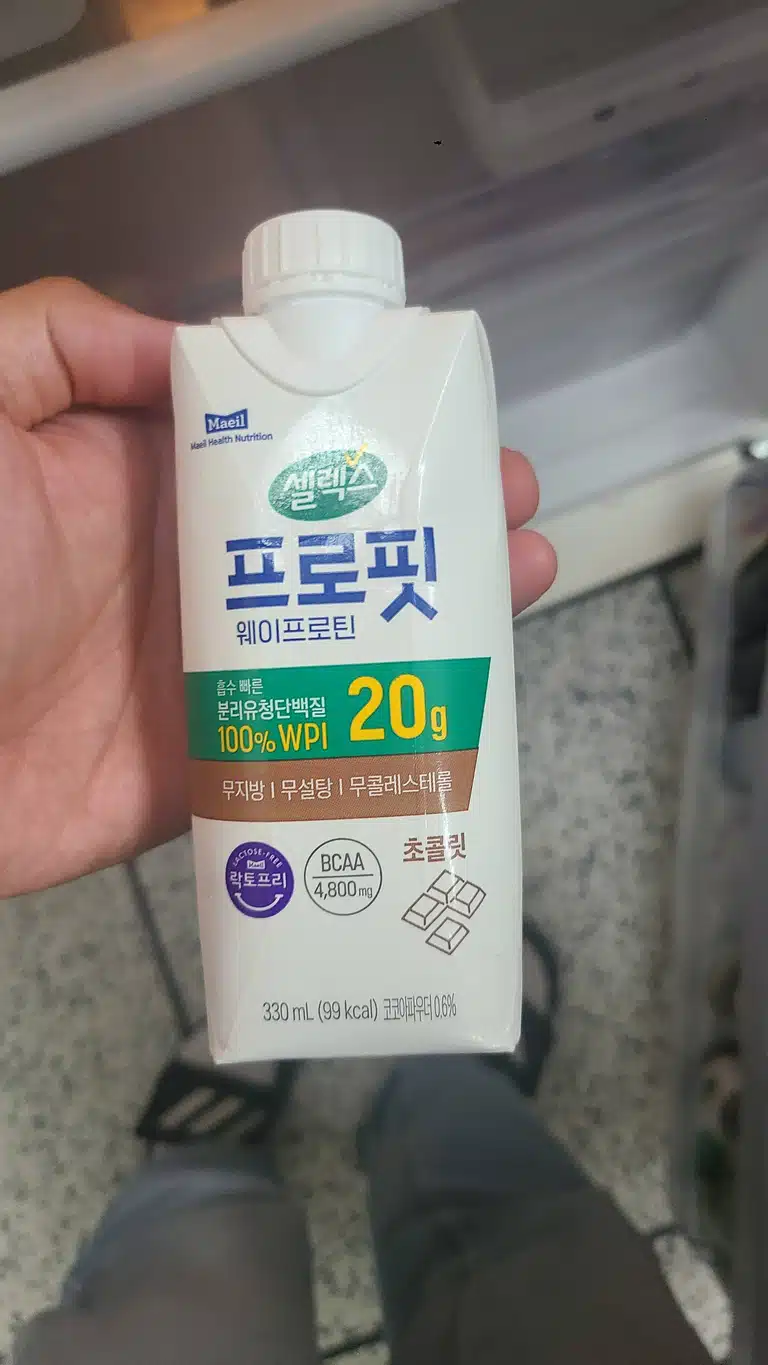 Maeil
Maeil Health Nutrition
셀렉스
프로핏
웨이프로틴
흡수 빠른
분리유청단백질
100% WPI
20g
무지방 | 무설탕 | 무콜레스테롤
LACTOSE-FREE
Maeil
락토프리
BCAA
4,800mg
초콜릿
330 mL (99 kcal) 코코아파우더 0.6%